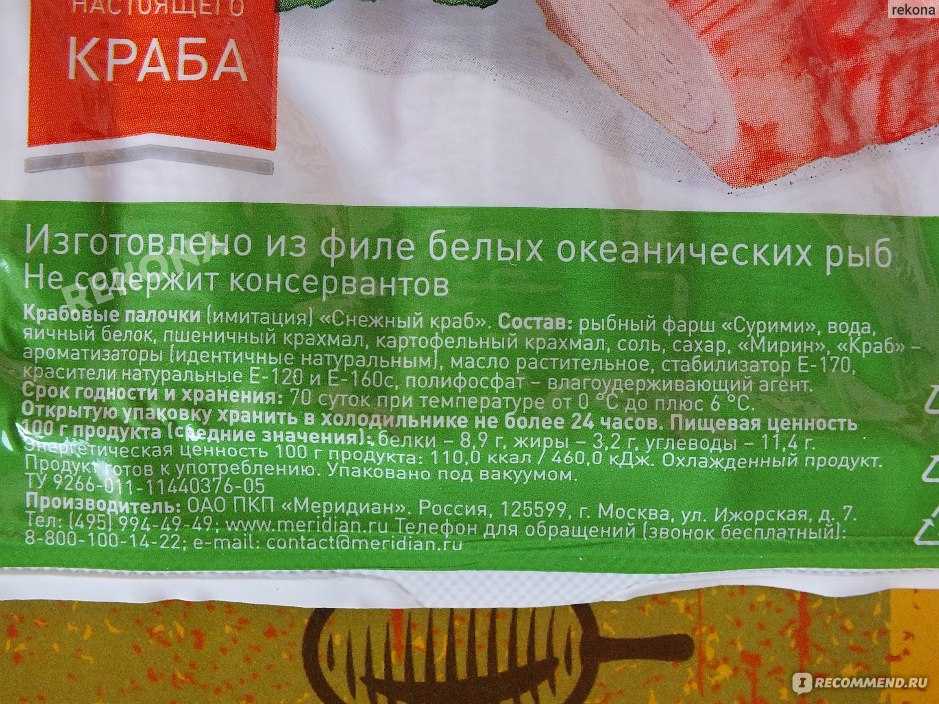 rekona
НАСТОЯЩЕГО
КРАБА
Изготовлено из филе белых океанических рыб
Не содержит консервантов
REKONA
Крабовые палочки (имитация) «Снежный краб». Состав: рыбный фарш «Сурими», вода,
яичный белок, пшеничный крахмал, картофельный крахмал, соль, сахар, «Мирин», «Краб» –
ароматизаторы (идентичные натуральным), масло растительное, стабилизатор Е-170,
красители натуральные Е-120 и Е-160с, полифосфат – влагоудерживающий агент.
Срок годности и хранения: 70 суток при температуре от 0 °С до плюс 6 °С.
Открытую упаковку хранить в холодильнике не более 24 часов. Пищевая ценность
100 г продукта (средние значения): белки – 8,9 г, жиры – 3,2 г, углеводы – 11,4 г.
Энергетическая ценность 100 г продукта: 110,0 ккал / 460,0 кДж. Охлажденный продукт.
Продукт готов к употреблению. Упаковано под вакуумом.
ТУ 9266-011-11440376-05
Производитель: ОАО ПКП «Меридиан». Россия, 125599, г. Москва, ул. Ижорская, д. 7.
Тел: (495) 994-49-49; www.meridian.ru Телефон для обращений (звонок бесплатный):
8-800-100-14-22; e-mail: contact@meridian.ru
I RECOMMEND.RU